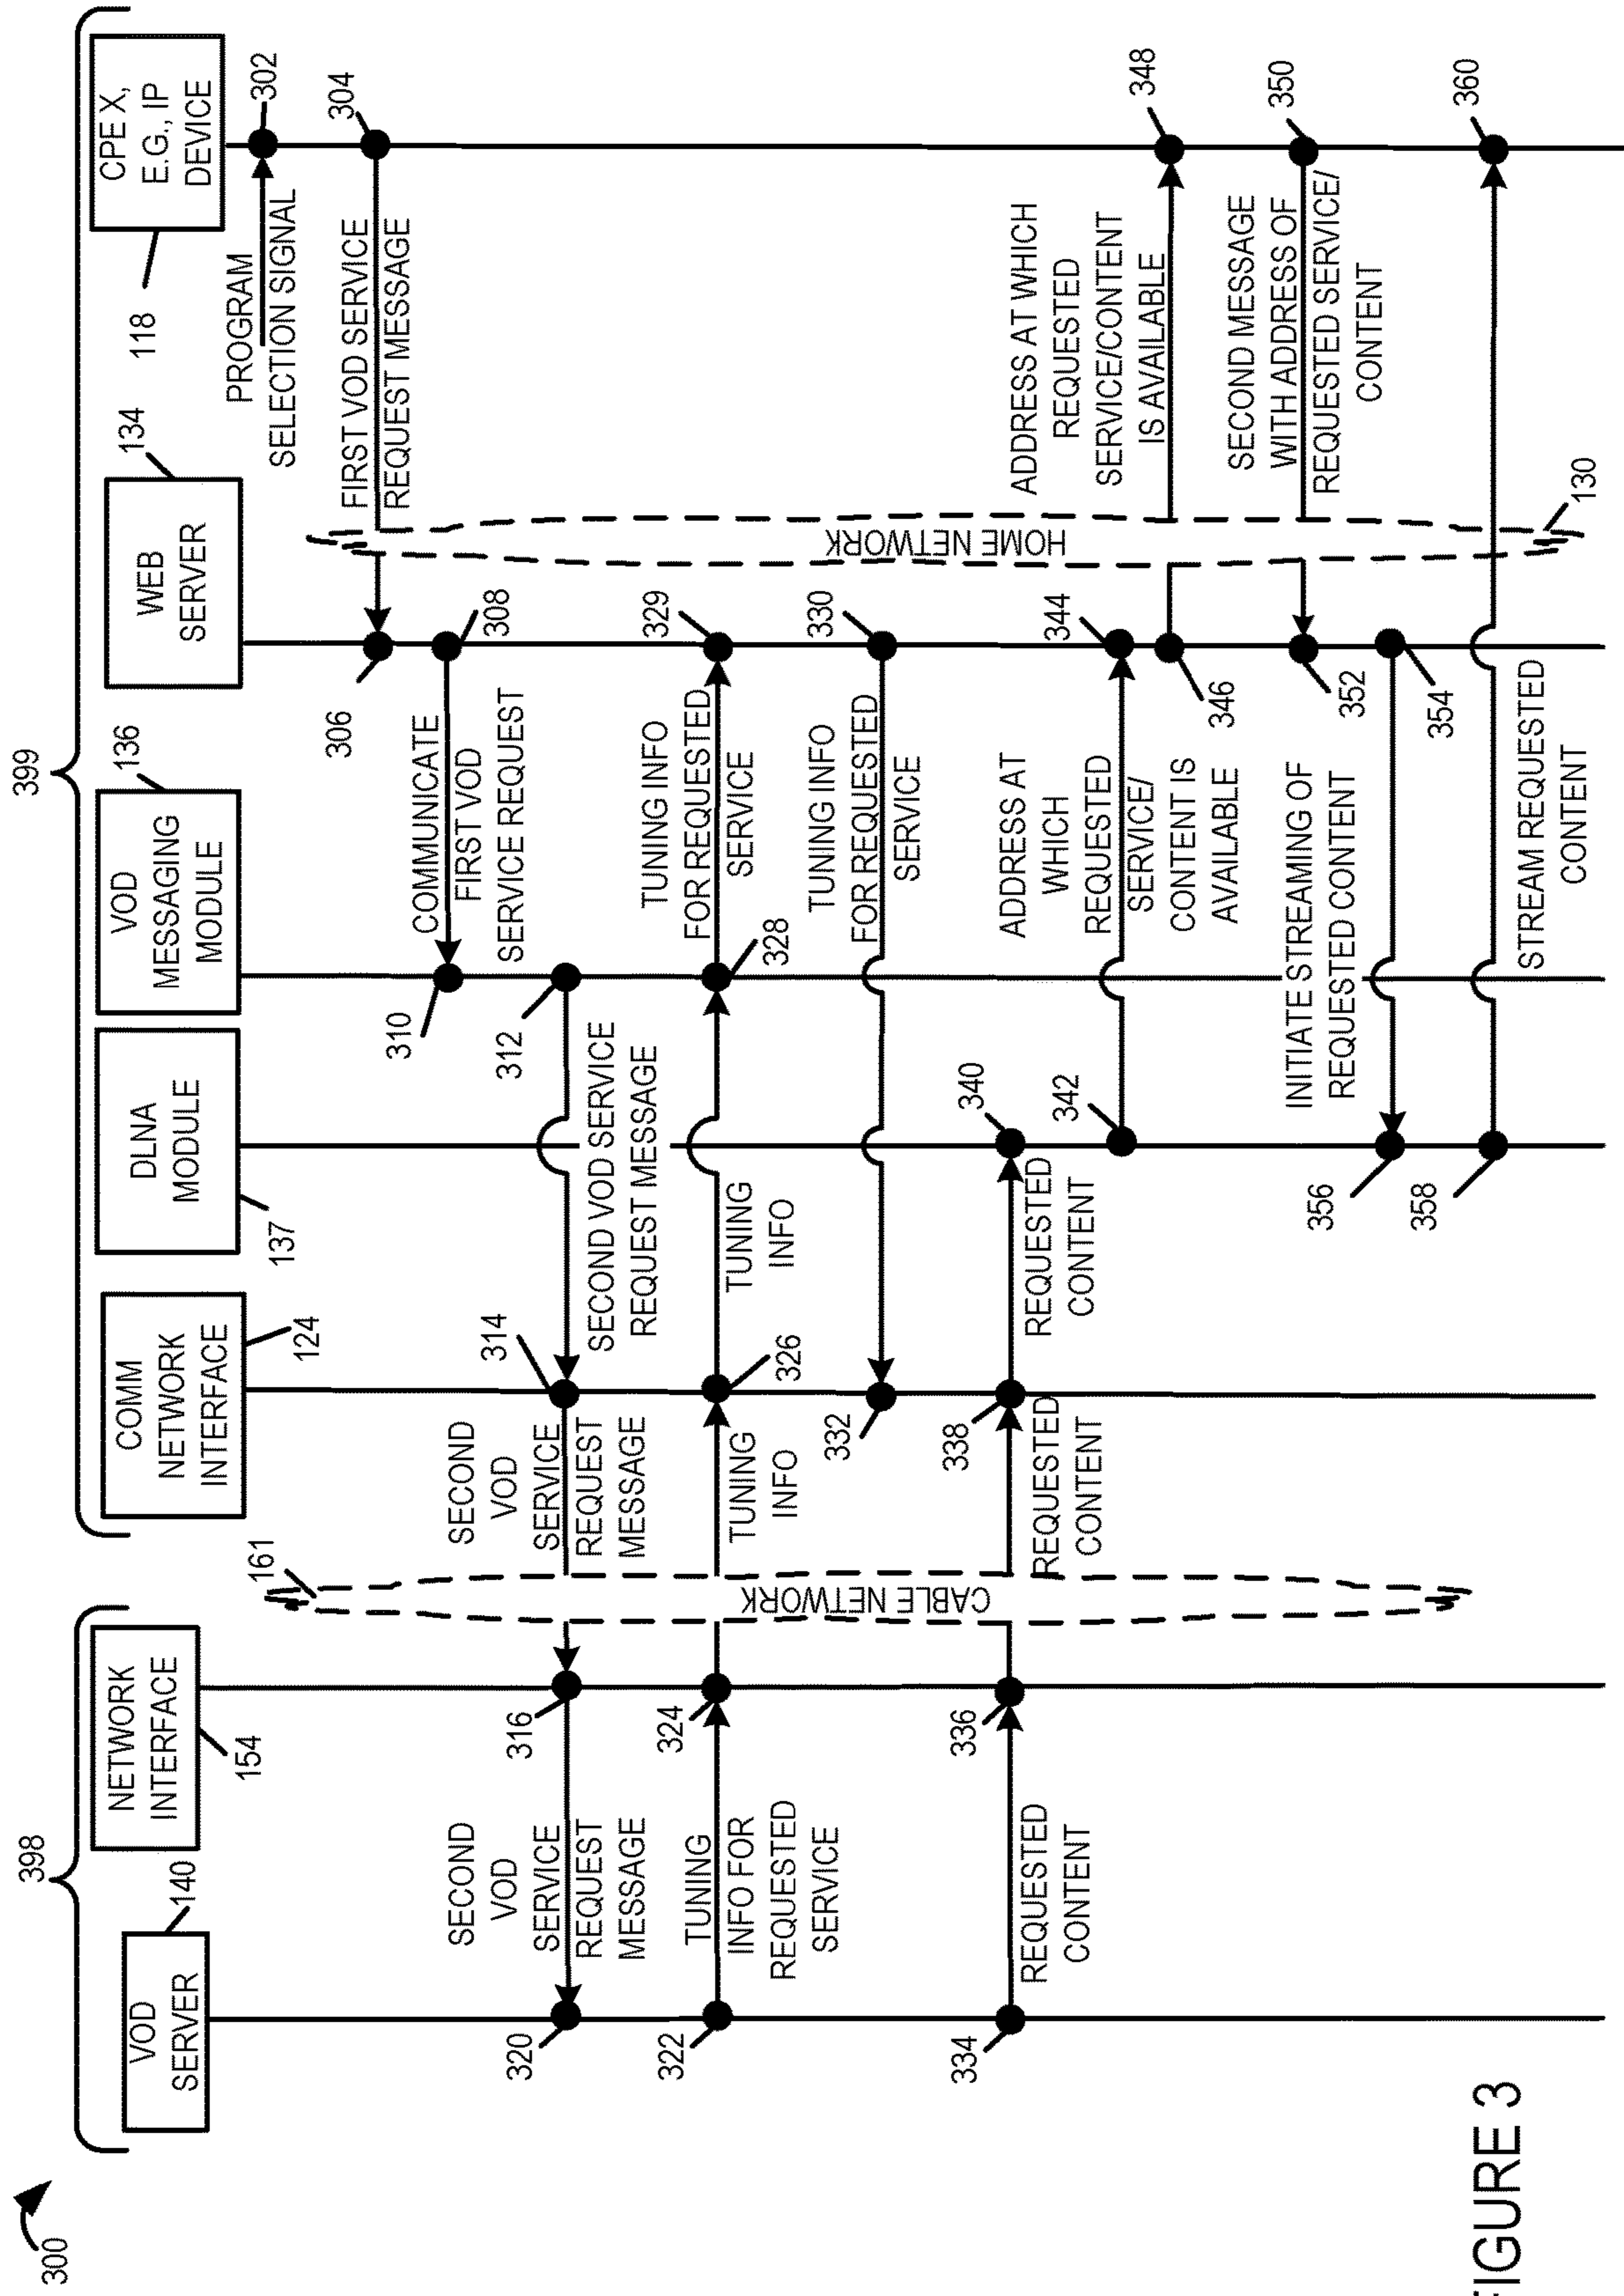 300
398
399
VOD
SERVER
140
NETWORK
INTERFACE
154
161
COMM
NETWORK
INTERFACE
124
DLNA
MODULE
137
VOD
MESSAGING
MODULE
136
WEB
SERVER
134
CPE X,
E.G., IP
DEVICE
118
PROGRAM
SELECTION SIGNAL
302
FIRST VOD SERVICE
REQUEST MESSAGE
304
306
308
COMMUNICATE
FIRST VOD
SERVICE REQUEST
310
312
SECOND VOD SERVICE
REQUEST MESSAGE
314
SECOND
VOD
SERVICE
REQUEST
MESSAGE
316
SECOND
VOD
SERVICE
REQUEST
MESSAGE
320
322
TUNING
INFO FOR
REQUESTED
SERVICE
324
TUNING
INFO
326
TUNING
INFO
328
TUNING INFO
FOR REQUESTED
SERVICE
329
330
TUNING INFO
FOR REQUESTED
SERVICE
332
334
REQUESTED
CONTENT
336
REQUESTED
CONTENT
338
REQUESTED
CONTENT
340
342
ADDRESS AT
WHICH
REQUESTED
SERVICE/
CONTENT IS
AVAILABLE
344
346
ADDRESS AT WHICH
REQUESTED
SERVICE/CONTENT
IS AVAILABLE
348
350
SECOND MESSAGE
WITH ADDRESS OF
REQUESTED SERVICE/
CONTENT
352
354
INITIATE STREAMING OF
REQUESTED CONTENT
356
358
STREAM REQUESTED
CONTENT
360
CABLE NETWORK
HOME NETWORK
130
FIGURE 3